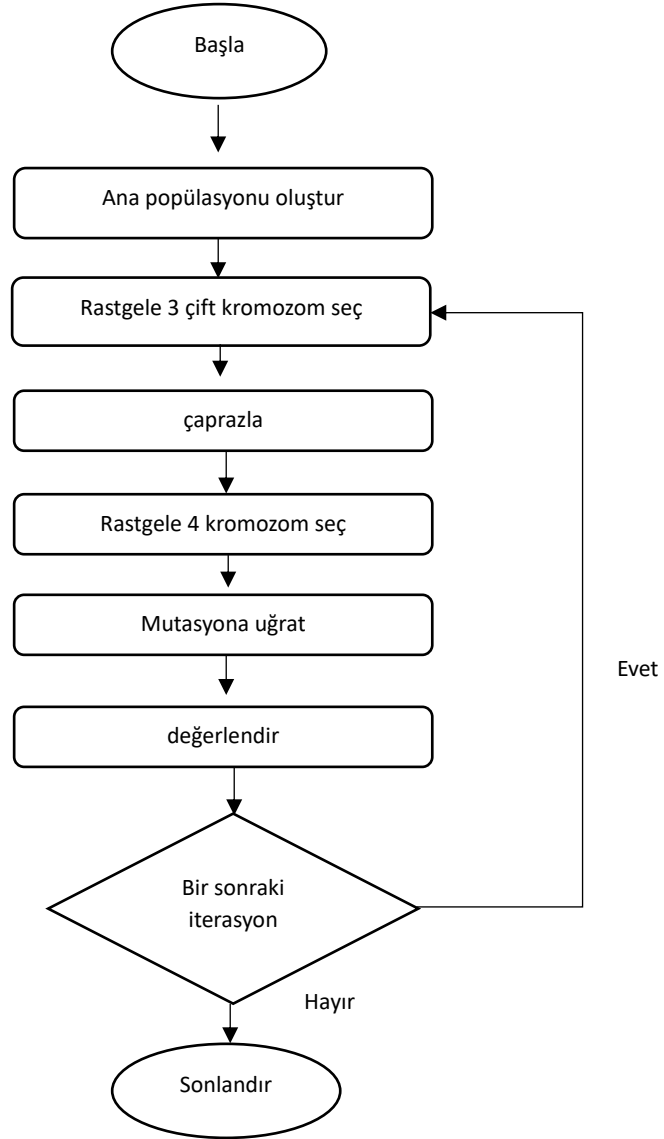 Başla
Ana popülasyonu oluştur
Rastgele 3 çift kromozom seç
çaprazla
Rastgele 4 kromozom seç
Mutasyona uğrat
Evet
değerlendir
Bir sonraki
iterasyon
Hayır
Sonlandır